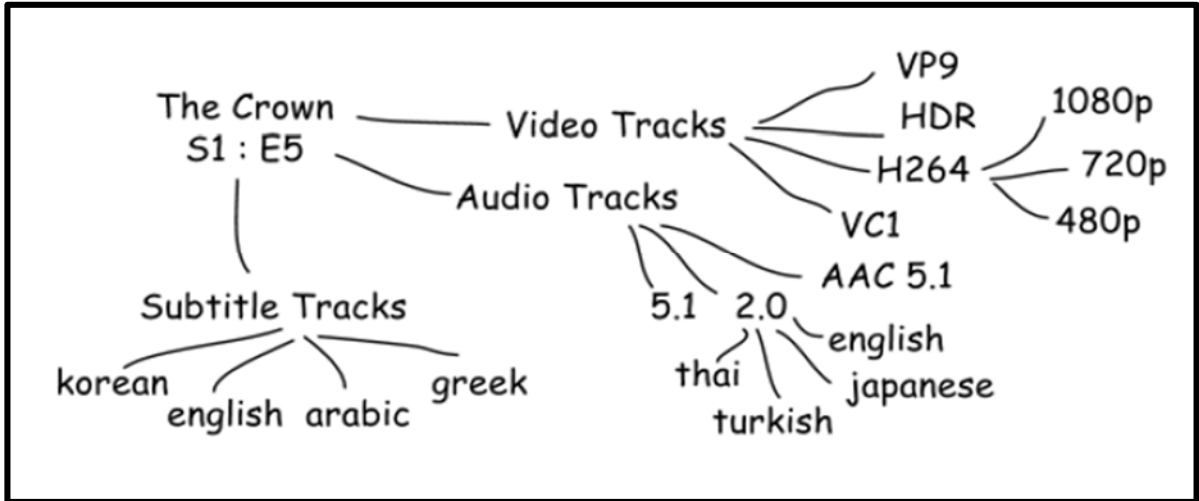 VP9
The Crown
S1 : E5
Video Tracks
HDR
1080p
H264
720p
480p
Audio Tracks
VC1
AAC 5.1
5.1
2.0
english
thai
japanese
turkish
Subtitle Tracks
korean
english
arabic
greek